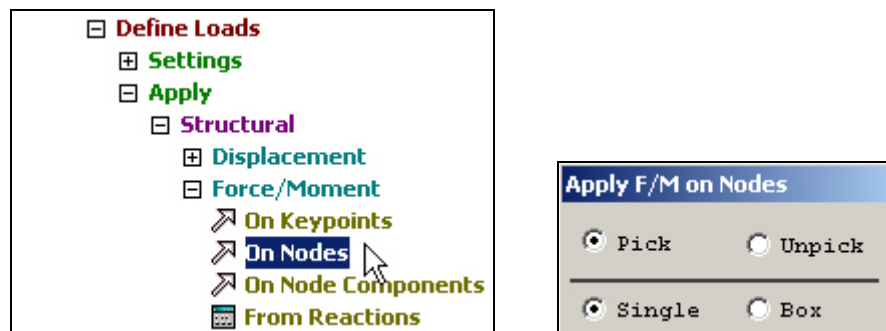 Define Loads
Settings
Apply
Structural
Displacement
Force/Moment
On Keypoints
On Nodes
On Node Components
From Reactions
Apply F/M on Nodes
Pick Unpick
Single Box